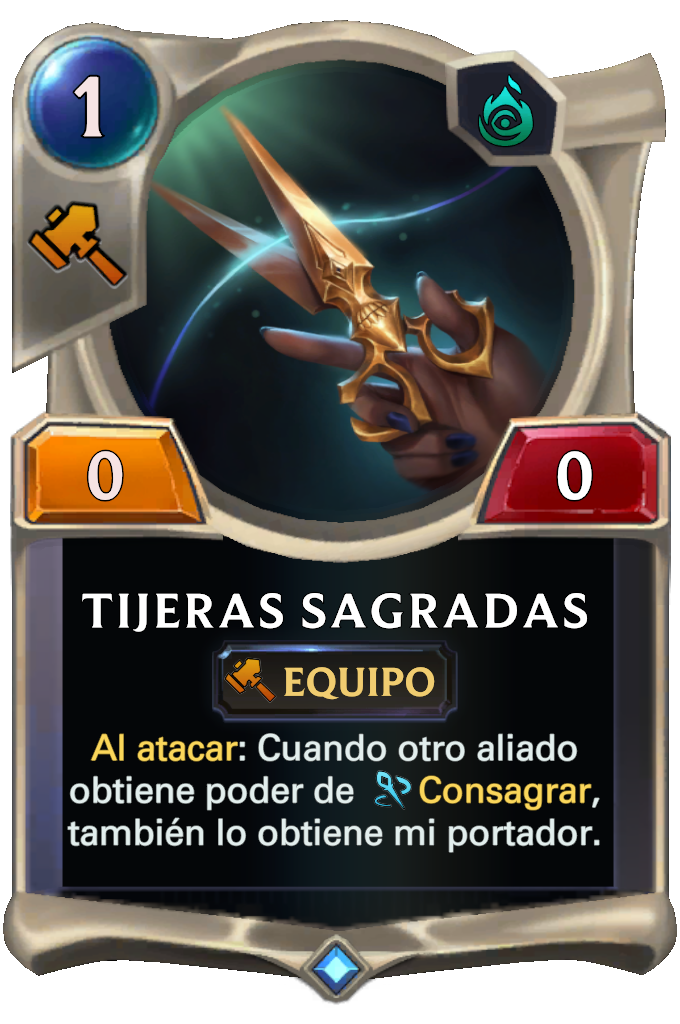 1
0
0
TIJERAS SAGRADAS
EQUIPO
Al atacar: Cuando otro aliado
obtiene poder de Consagrar,
también lo obtiene mi portador.